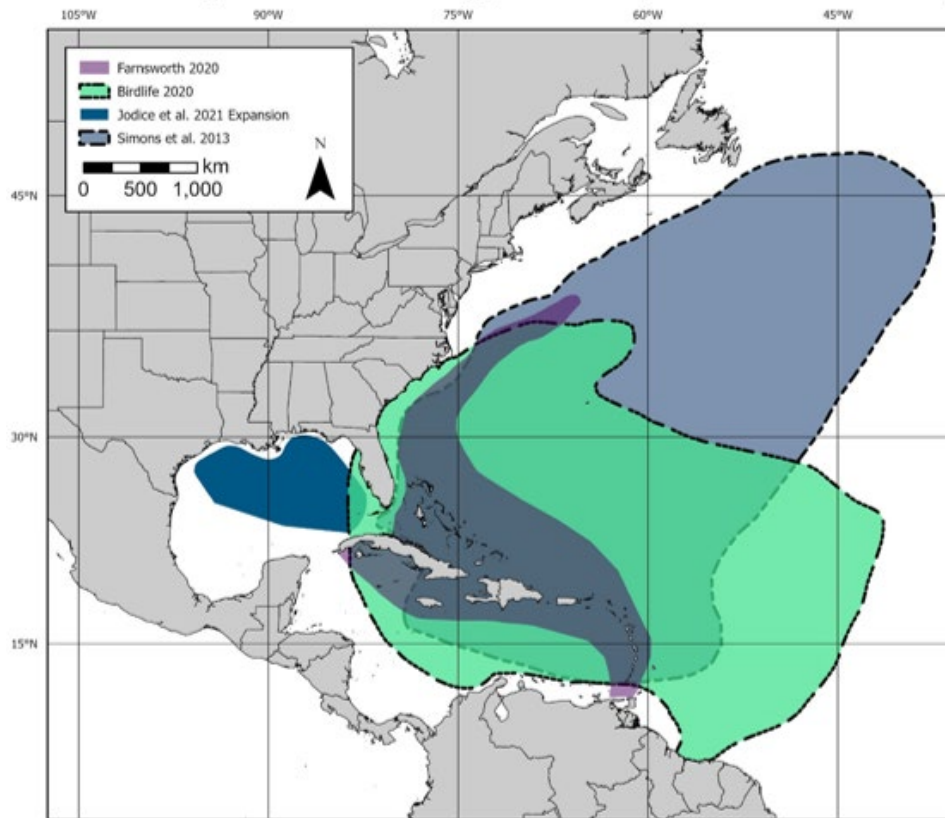 105°W 90°W 75°W 60°W 45°W
Farnsworth 2020
Birdlife 2020
Jodice et al. 2021 Expansion
Simons et al. 2013
km
0 500 1,000
N
45°N
30°N
15°N